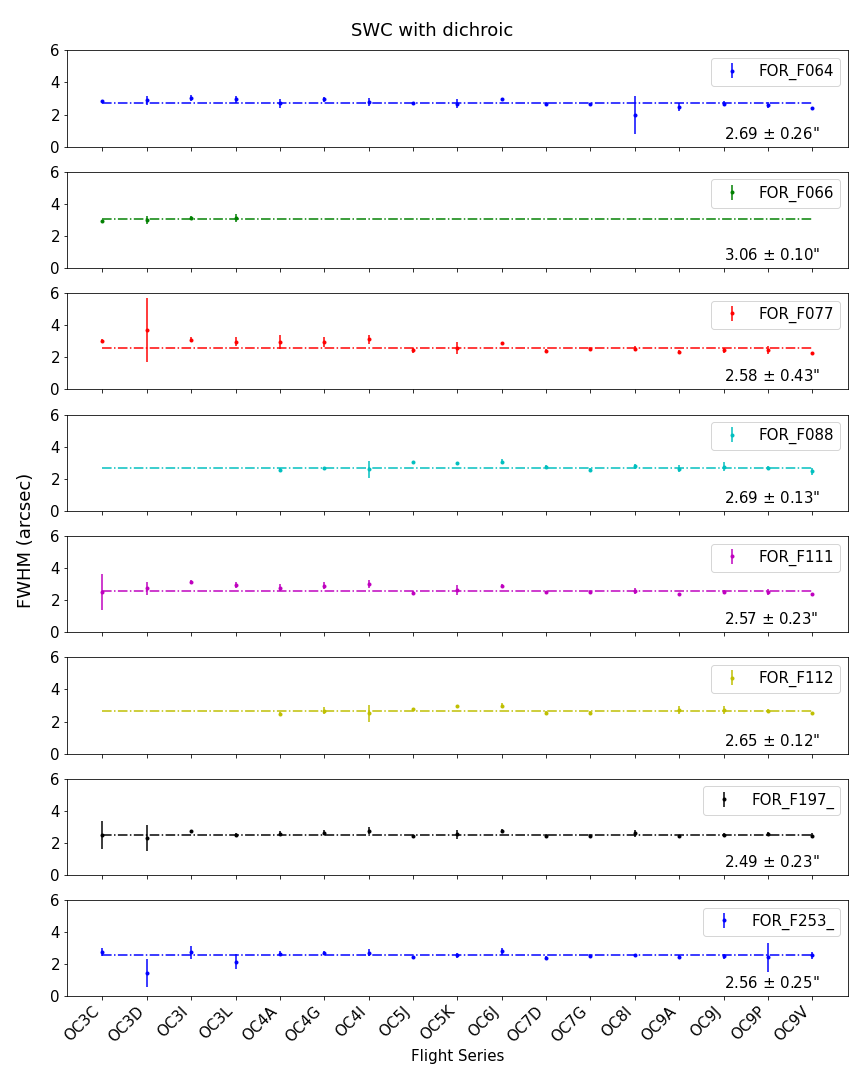 SWC with dichroic
FWHM (arcsec)
6
4
2
0
FOR_F064
2.69 ± 0.26"
6
4
2
0
FOR_F066
3.06 ± 0.10"
6
4
2
0
FOR_F077
2.58 ± 0.43"
6
4
2
0
FOR_F088
2.69 ± 0.13"
6
4
2
0
FOR_F111
2.57 ± 0.23"
6
4
2
0
FOR_F112
2.65 ± 0.12"
6
4
2
0
FOR_F197_
2.49 ± 0.23"
6
4
2
0
FOR_F253_
2.56 ± 0.25"
OC3C OC3D OC3I OC3L OC4A OC4G OC4I OC5J OC5K OC6J OC7D OC7G OC8I OC9A OC9J OC9P OC9V
Flight Series